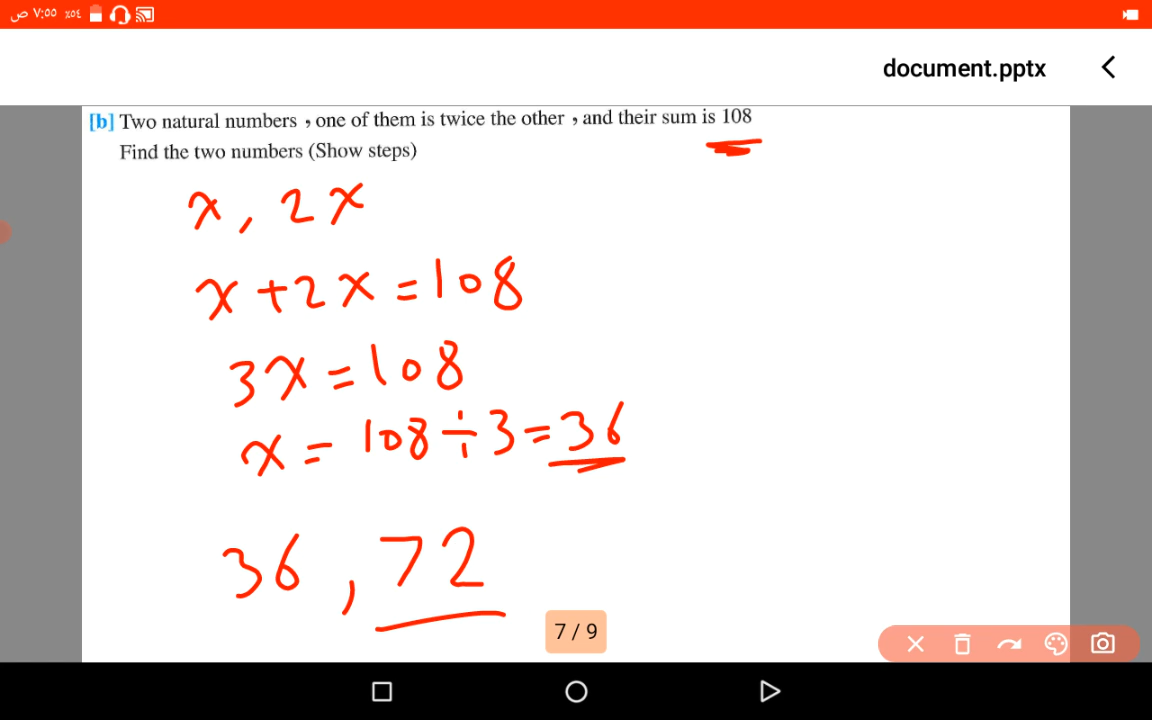 ص ٧:٥٥ ٪٥٤
document.pptx
[b] Two natural numbers , one of them is twice the other , and their sum is 108
Find the two numbers (Show steps)
x, 2x
x + 2x = 108
3x = 108
x = 108 ÷ 3 = 36
36 , 72
7 / 9